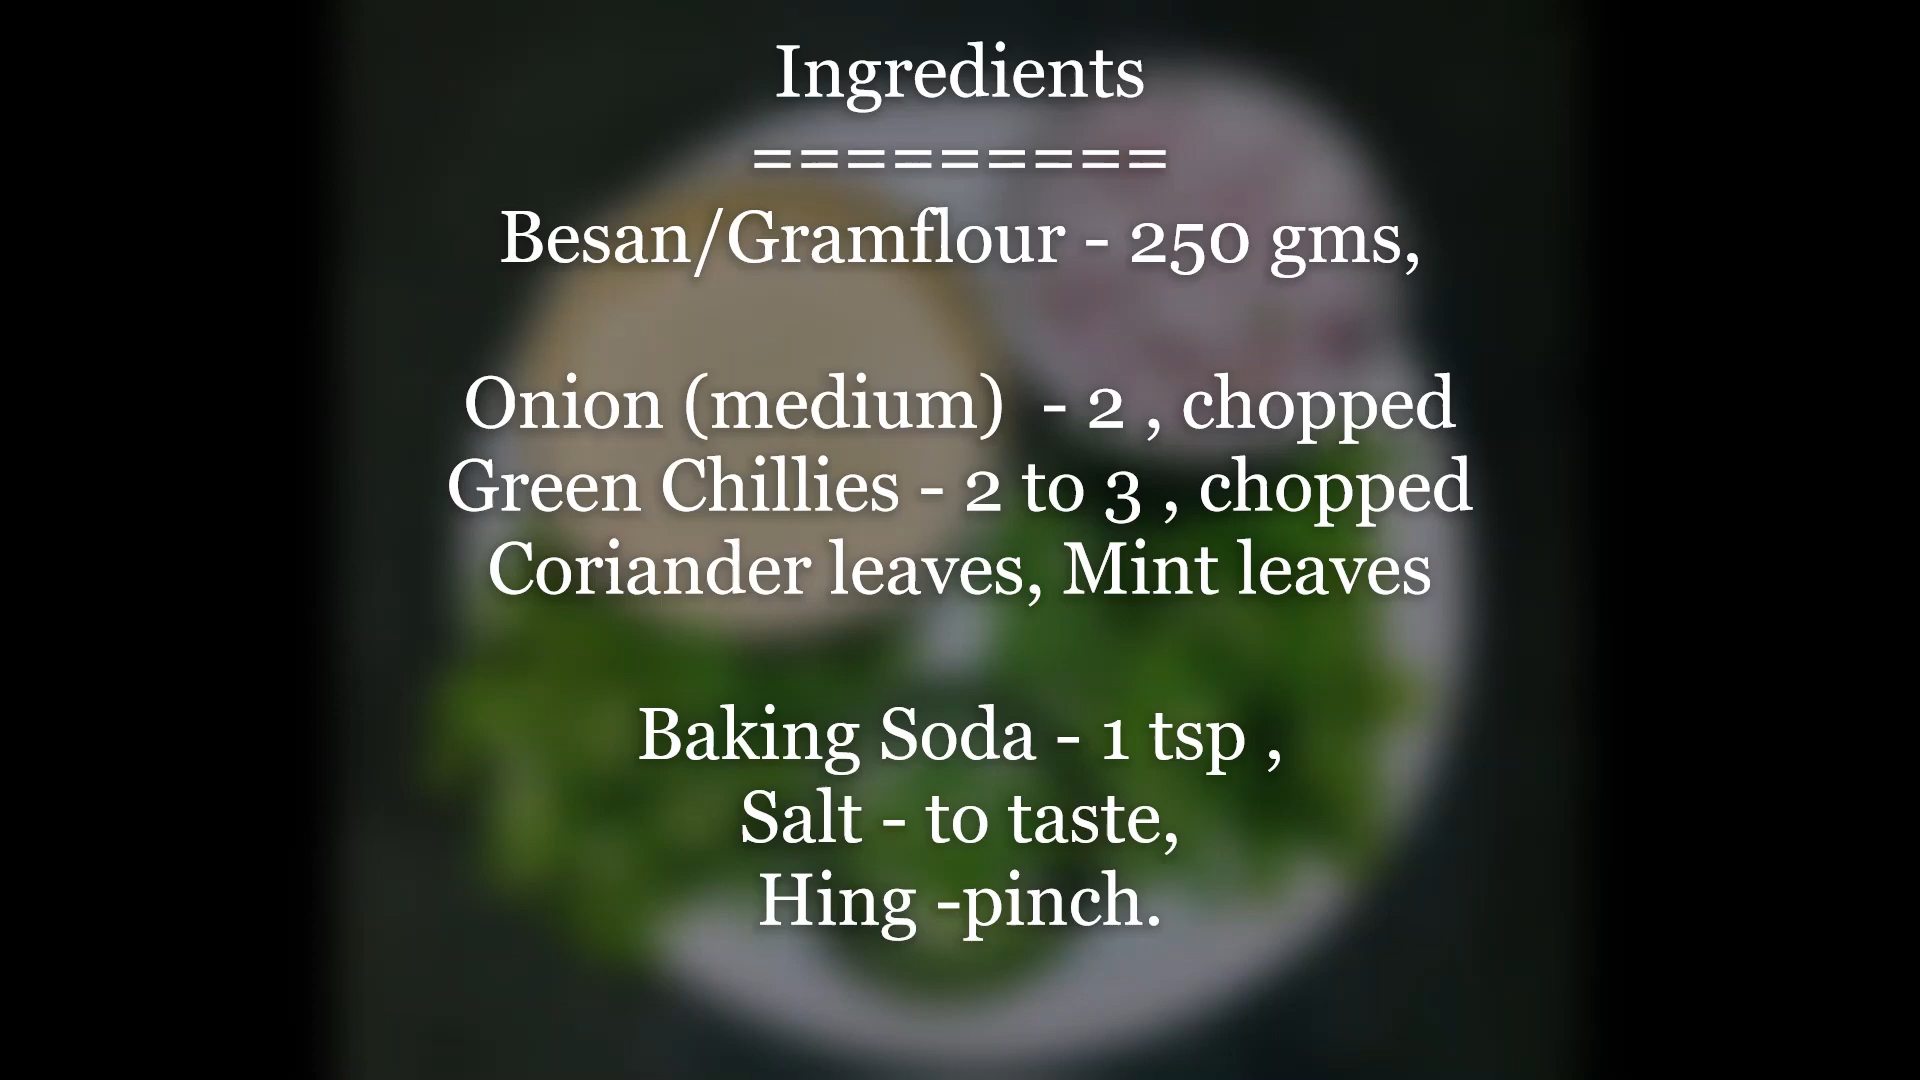 Ingredients
=========
Besan/Gramflour - 250 gms,
Onion (medium)  - 2 , chopped
Green Chillies - 2 to 3 , chopped
Coriander leaves, Mint leaves
Baking Soda - 1 tsp ,
Salt - to taste,
Hing -pinch.